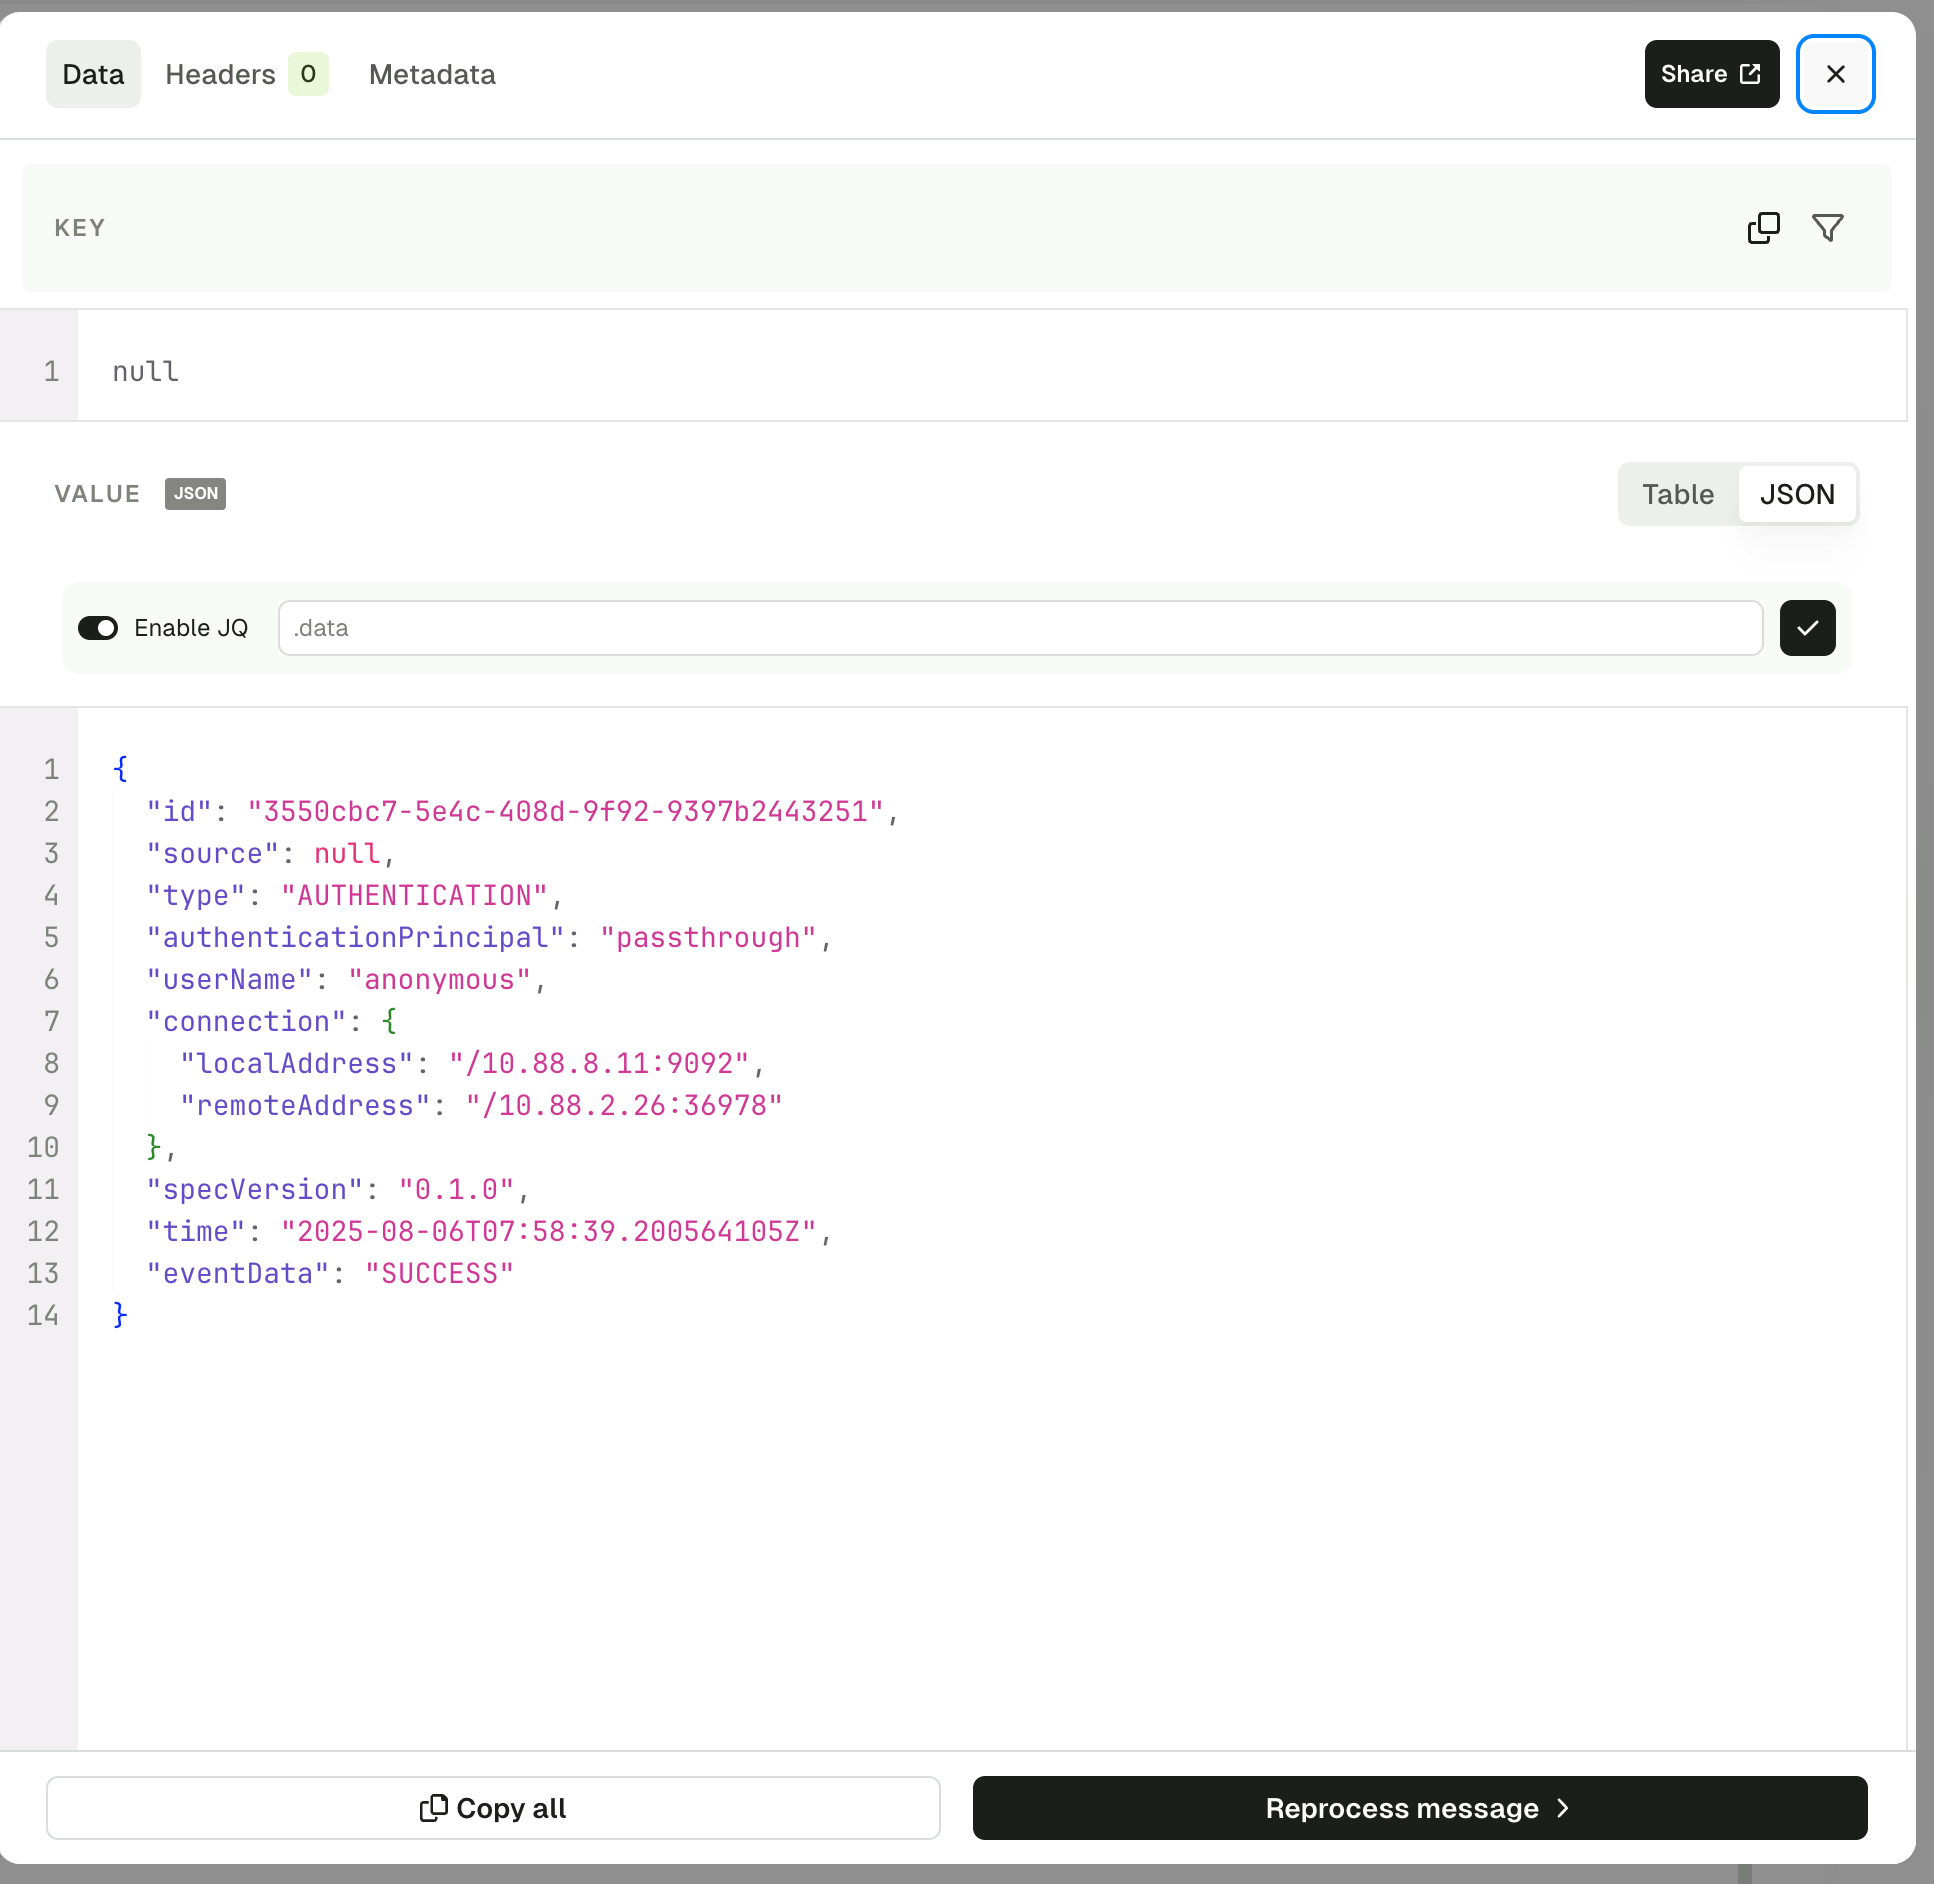 Data Headers 0 Metadata Share
KEY
1 null
VALUE JSON Table JSON
Enable JQ .data
1 {
2 "id": "3550cbc7-5e4c-408d-9f92-9397b2443251",
3 "source": null,
4 "type": "AUTHENTICATION",
5 "authenticationPrincipal": "passthrough",
6 "userName": "anonymous",
7 "connection": {
8 "localAddress": "/10.88.8.11:9092",
9 "remoteAddress": "/10.88.2.26:36978"
10 },
11 "specVersion": "0.1.0",
12 "time": "2025-08-06T07:58:39.200564105Z",
13 "eventData": "SUCCESS"
14 }
Copy all Reprocess message